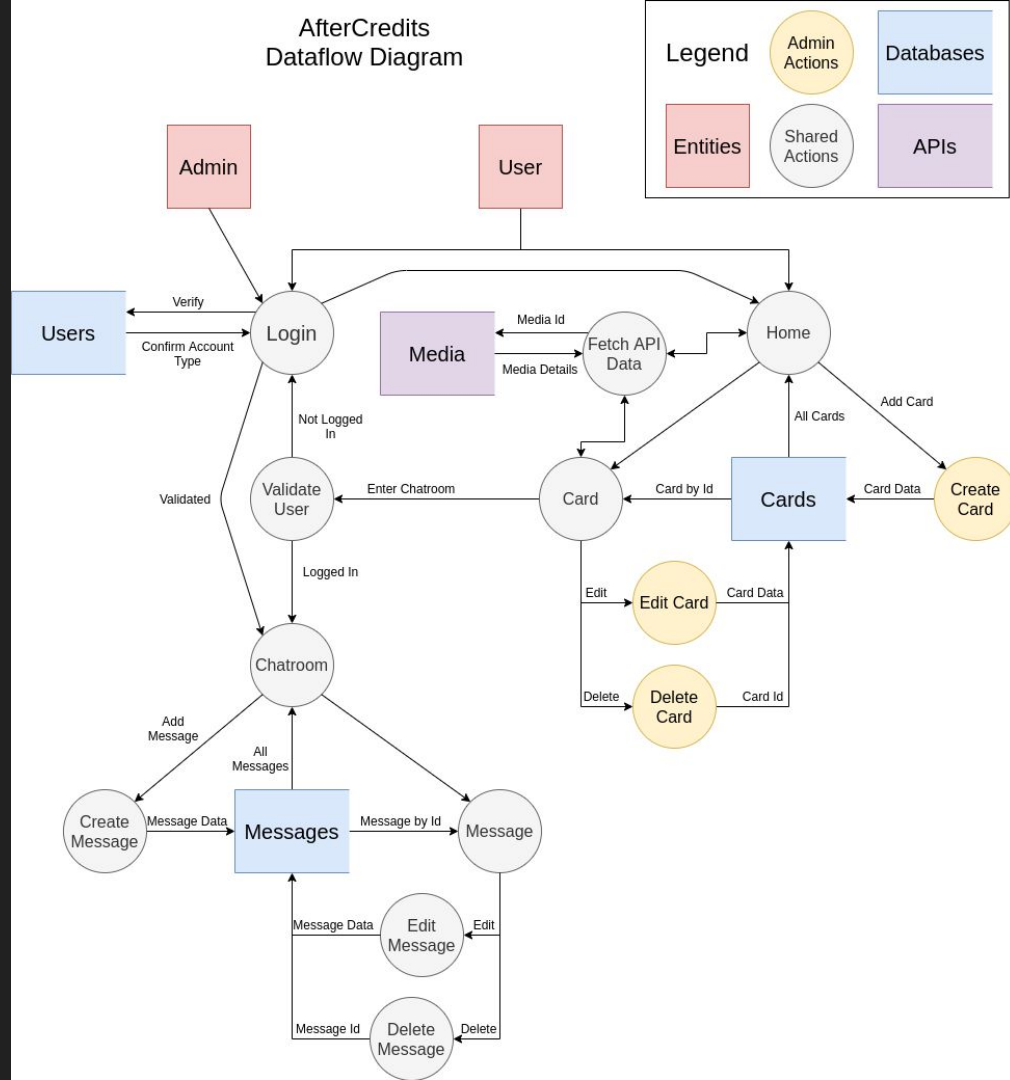 AfterCredits
Dataflow Diagram
Legend
Admin
Actions
Databases
Entities
Shared
Actions
APIs
Admin
User
Users
Verify
Confirm Account
Type
Login
Media
Media Id
Media Details
Fetch API
Data
Home
Not Logged
In
All Cards
Add Card
Validated
Validate
User
Enter Chatroom
Card
Card by Id
Cards
Card Data
Create
Card
Logged In
Edit
Edit Card
Card Data
Chatroom
Delete
Delete
Card
Card Id
Add
Message
All
Messages
Create
Message
Message Data
Messages
Message by Id
Message
Message Data
Edit
Message
Edit
Message Id
Delete
Message
Delete